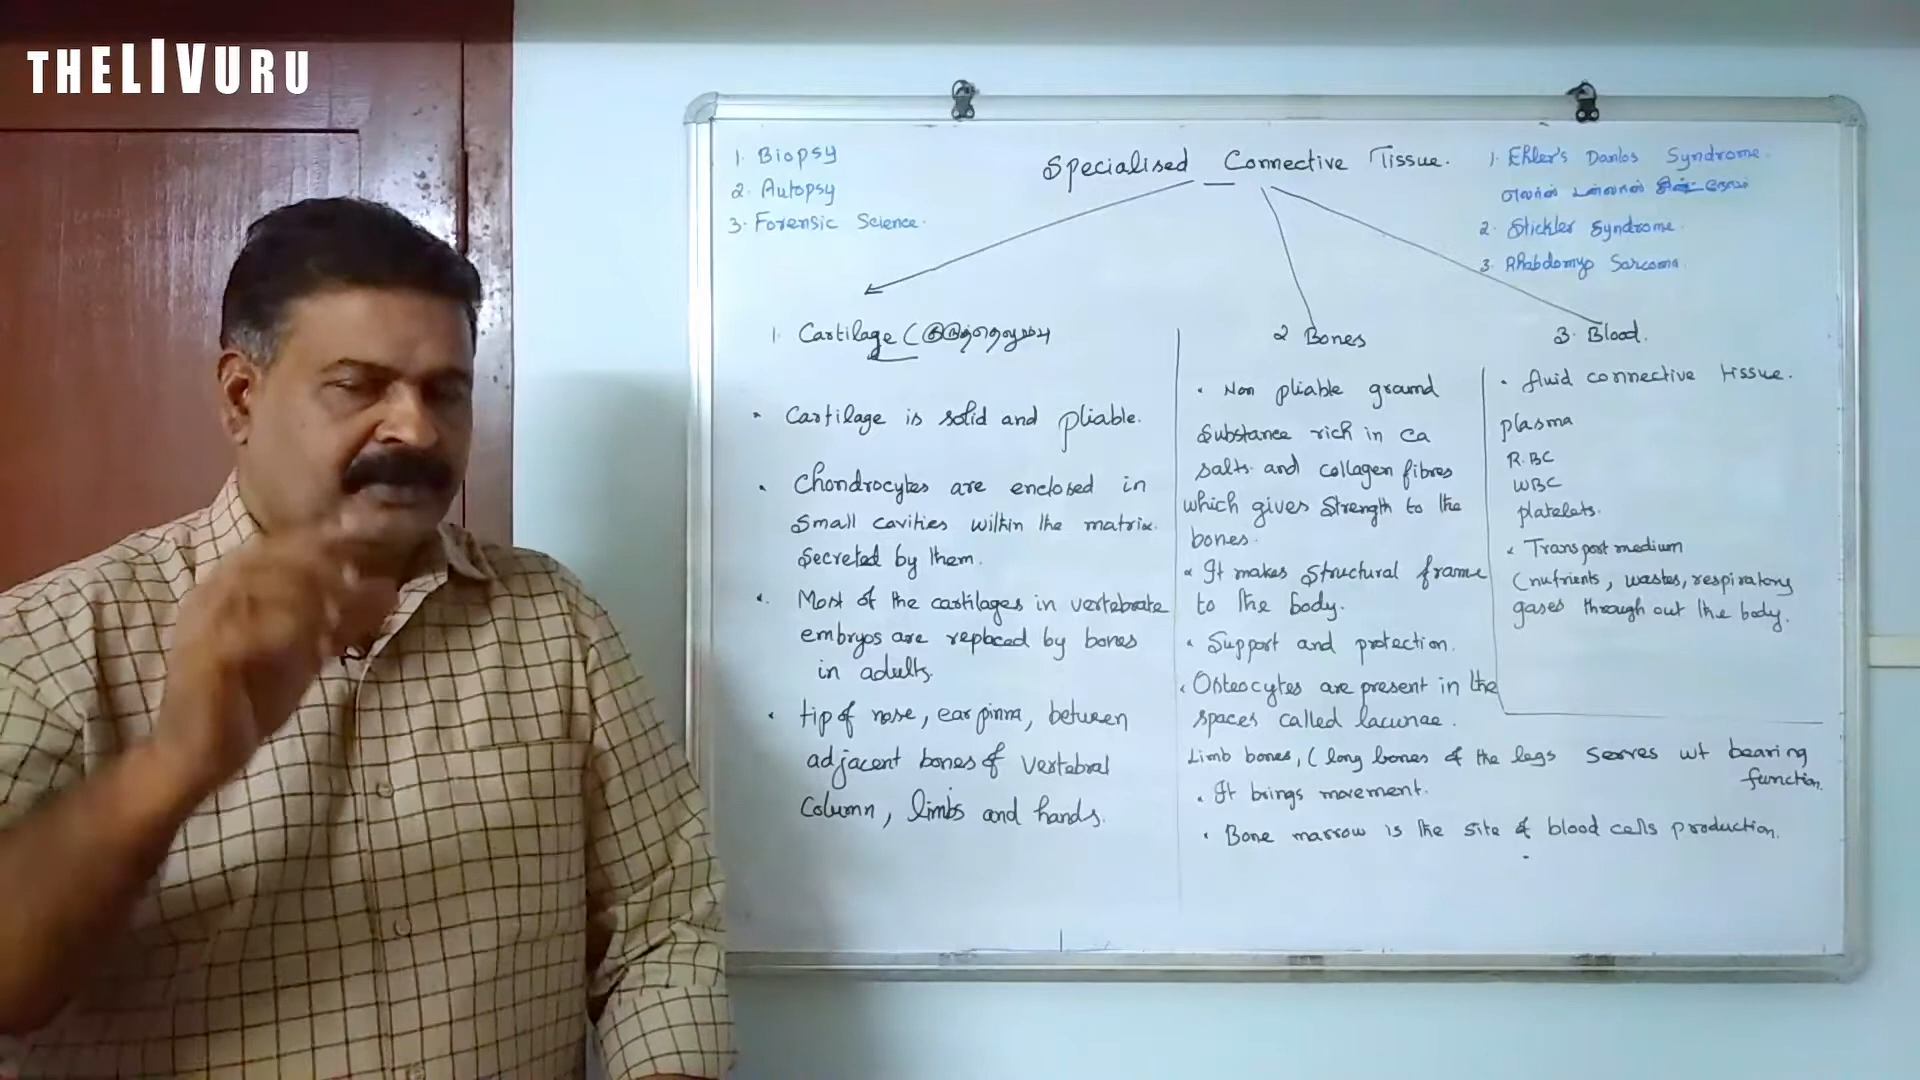 THELIVURU
1. Biopsy
2. Autopsy
3. Forensic Science.
Specialised Connective Tissue.
1. Ehler's Danlos Syndrome.
2. Stickler Syndrome.
3. Rhabdomyo Sarcoma
1. Cartilage (குருத்தெலும்பு
• Cartilage is solid and pliable.
• Chondrocytes are enclosed in
small cavities within the matrix.
secreted by them.
• Most of the cartilages in vertebrate
embryos are replaced by bones
in adults.
• tip of nose, ear pinna, between
adjacent bones of vertebral
column, limbs and hands.
2 Bones
• Non pliable ground
substance rich in ca
salts. and collagen fibres
which gives strength to the
bones.
• It makes structural frame
to the body.
• Support and protection.
• Osteocytes are present in the
spaces called lacunae.
Limb bones, (long bones of the legs serves wt bearing
function.
• It brings movement.
• Bone marrow is the site of blood cells production.
3. Blood.
• fluid connective tissue.
plasma
R.BC
WBC
platelets.
• Transport medium
(nutrients, wastes, respiratory
gases through out the body.